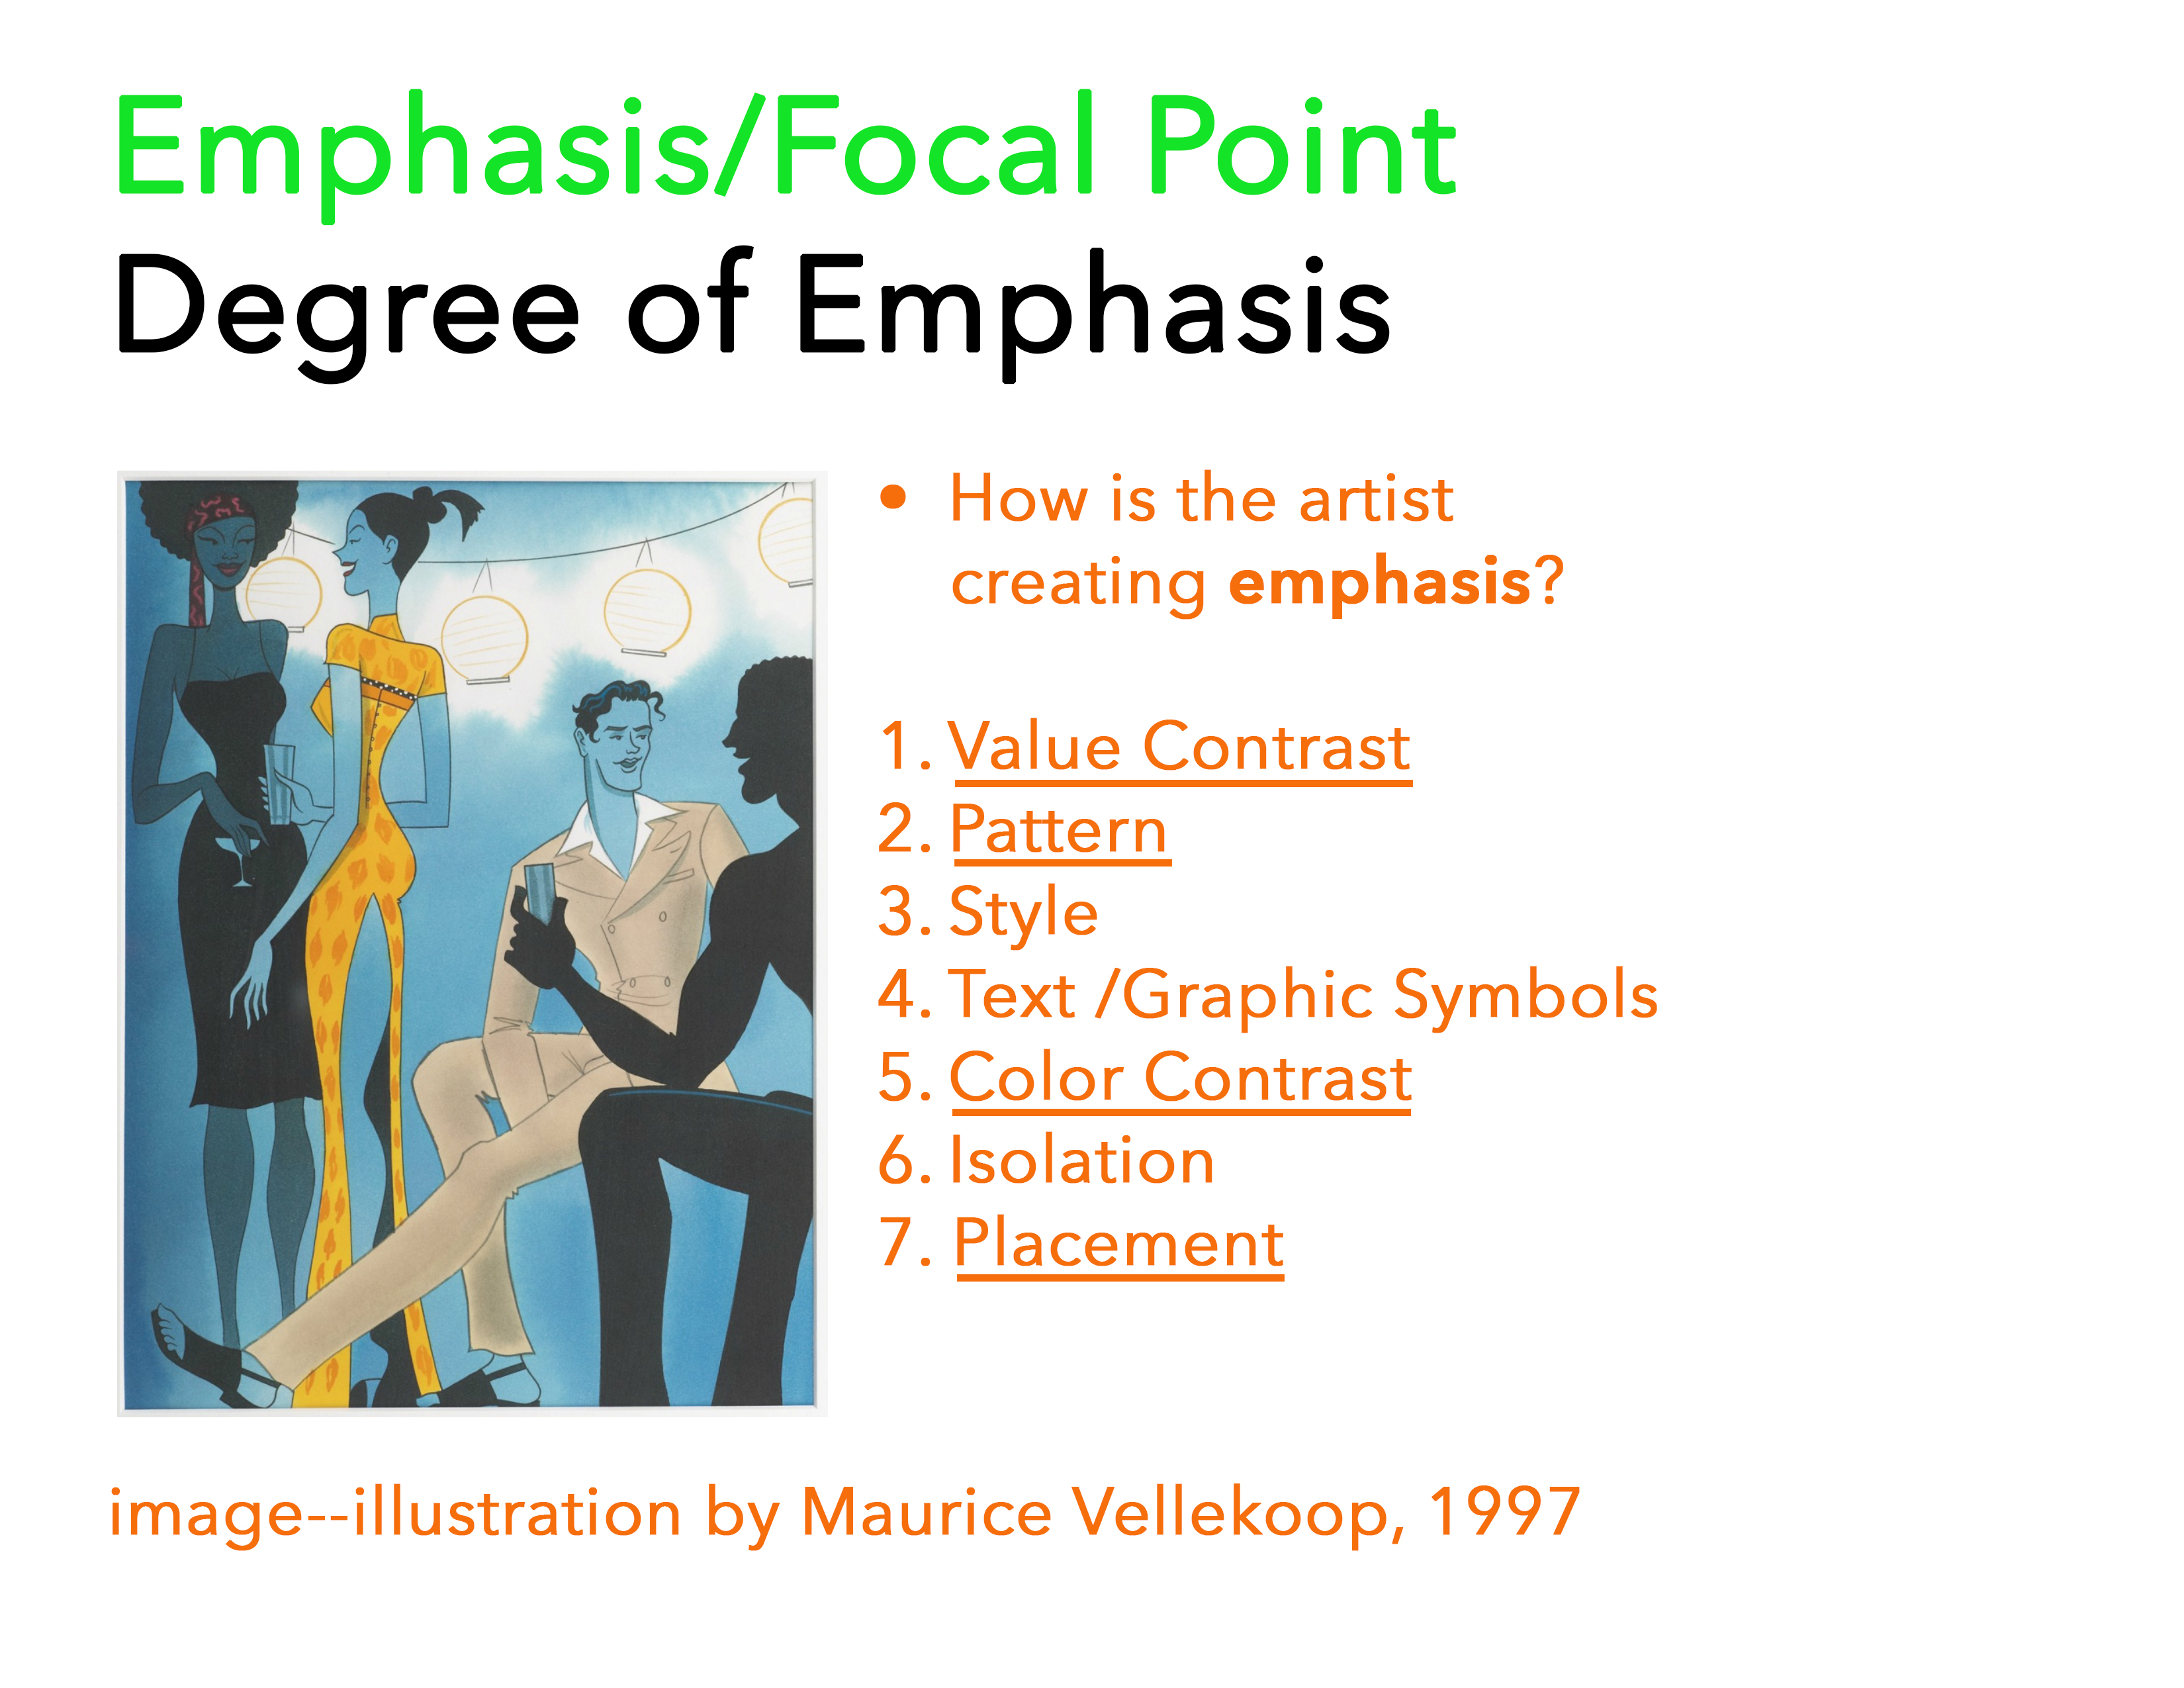 Emphasis/Focal Point
Degree of Emphasis
• How is the artist
creating emphasis?
1. Value Contrast
2. Pattern
3. Style
4. Text /Graphic Symbols
5. Color Contrast
6. Isolation
7. Placement
image--illustration by Maurice Vellekoop, 1997